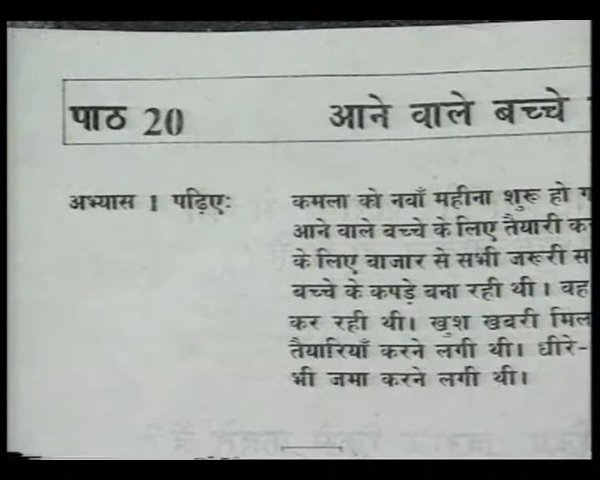 पाठ 20 आने वाले बच्चे
अभ्यास 1 पढ़िए: कमला को नवाँ महीना शुरू हो
आने वाले बच्चे के लिए तैयारी
के लिए बाजार से सभी जरूरी
बच्चे के कपड़े बना रही थी। वह
कर रही थी। खुश खबरी
तैयारियाँ करने लगी थी। धीरे-
भी जमा करने लगी थी।